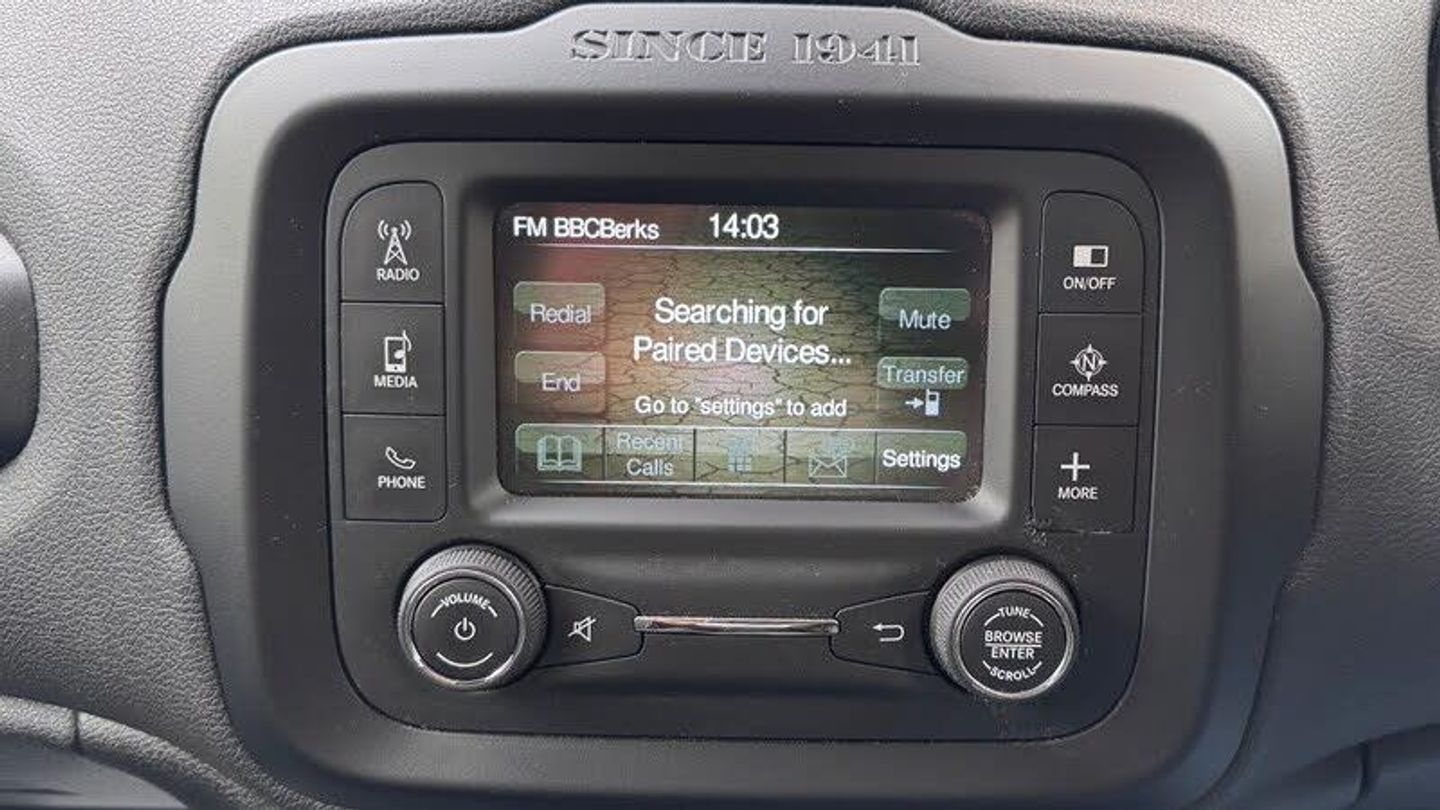 SINCE 1941
FM BBCBerks 14:03
RADIO
MEDIA
PHONE
Redial
End
Searching for
Paired Devices...
Go to "settings" to add
Mute
Transfer
Recent
Calls
Settings
ON/OFF
N
COMPASS
MORE
VOLUME
TUNE
BROWSE
ENTER
SCROLL